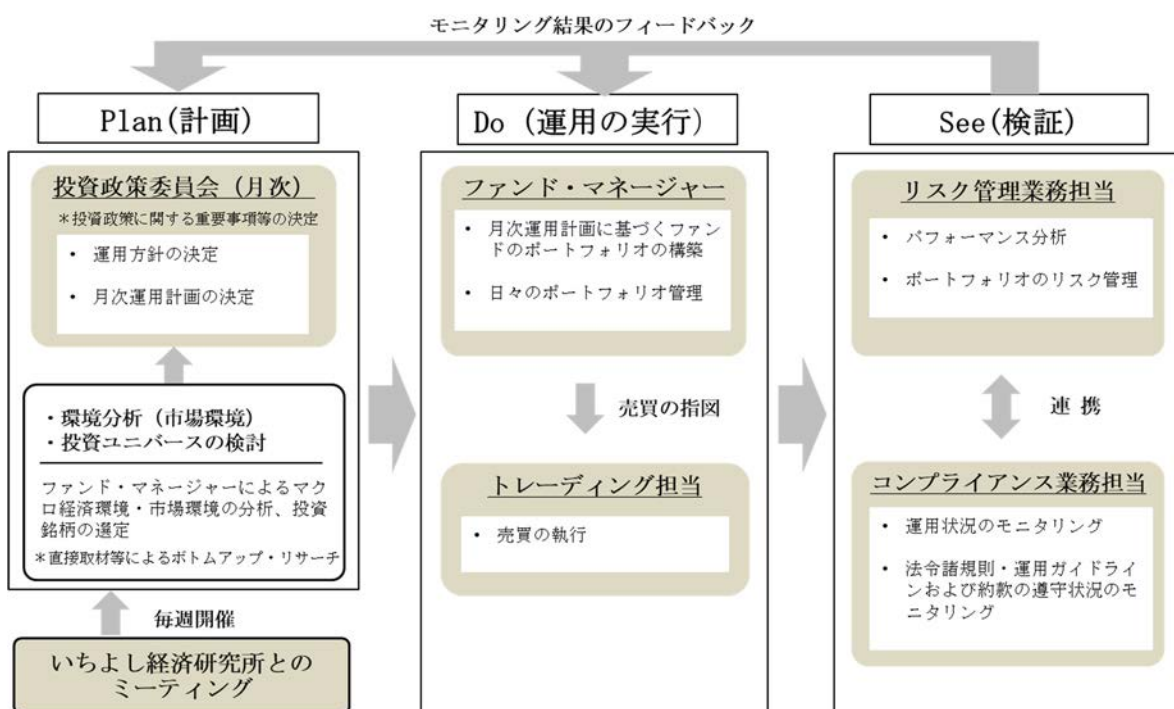 モニタリング結果のフィードバック
Plan(計画)
投資政策委員会（月次）
＊投資政策に関する重要事項等の決定
• 運用方針の決定
• 月次運用計画の決定
・環境分析（市場環境）
・投資ユニバースの検討
ファンド・マネージャーによるマク
ロ経済環境・市場環境の分析、投資
銘柄の選定
＊直接取材等によるボトムアップ・リサーチ
毎週開催
いちよし経済研究所との
ミーティング
Do (運用の実行)
ファンド・マネージャー
• 月次運用計画に基づくファン
ドのポートフォリオの構築
• 日々のポートフォリオ管理
売買の指図
トレーディング担当
• 売買の執行
See(検証)
リスク管理業務担当
• パフォーマンス分析
• ポートフォリオのリスク管理
連 携
コンプライアンス業務担当
• 運用状況のモニタリング
• 法令諸規則・運用ガイドライ
ンおよび約款の遵守状況のモ
ニタリング